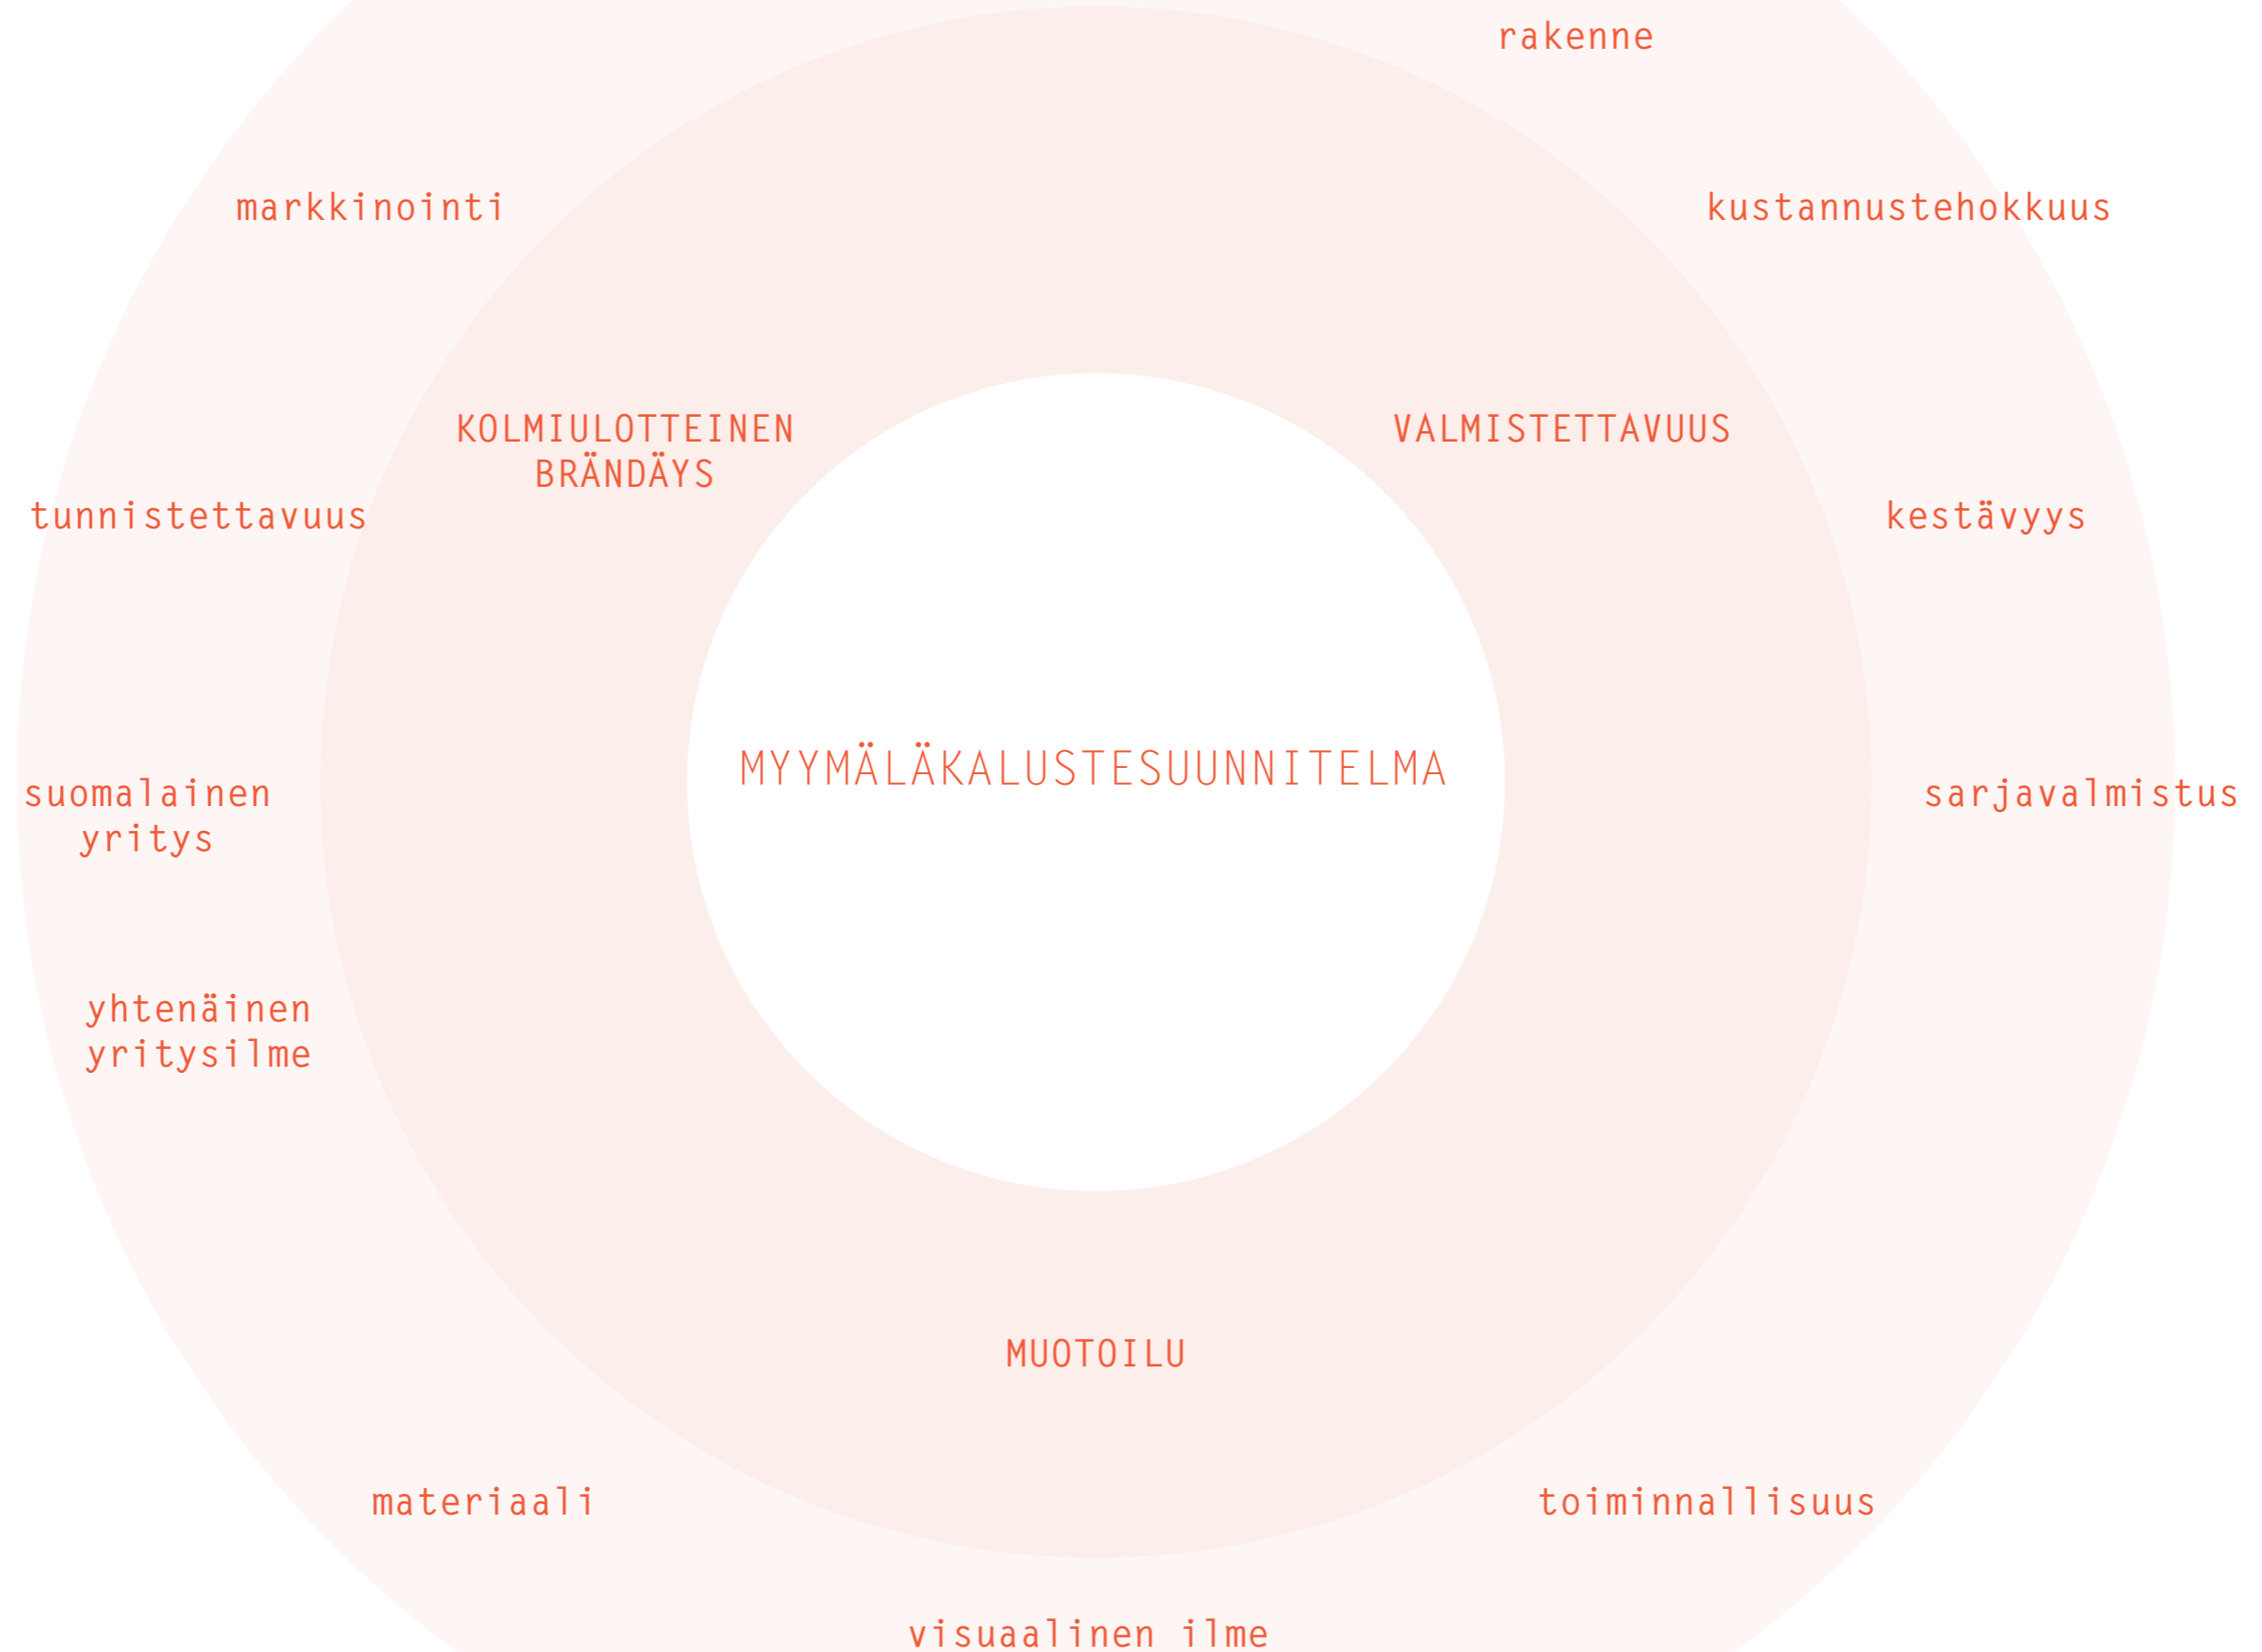 rakenne
markkinointi
kustannustehokkuus
KOLMIULOTTEINEN
BRÄNDÄYS
VALMISTETTAVUUS
tunnistettavuus
kestävyys
MYYMÄLÄKALUSTESUUNNITELMA
suomalainen
yritys
sarjavalmistus
yhtenäinen
yritysilme
MUOTOILU
materiaali
toiminnallisuus
visuaalinen ilme